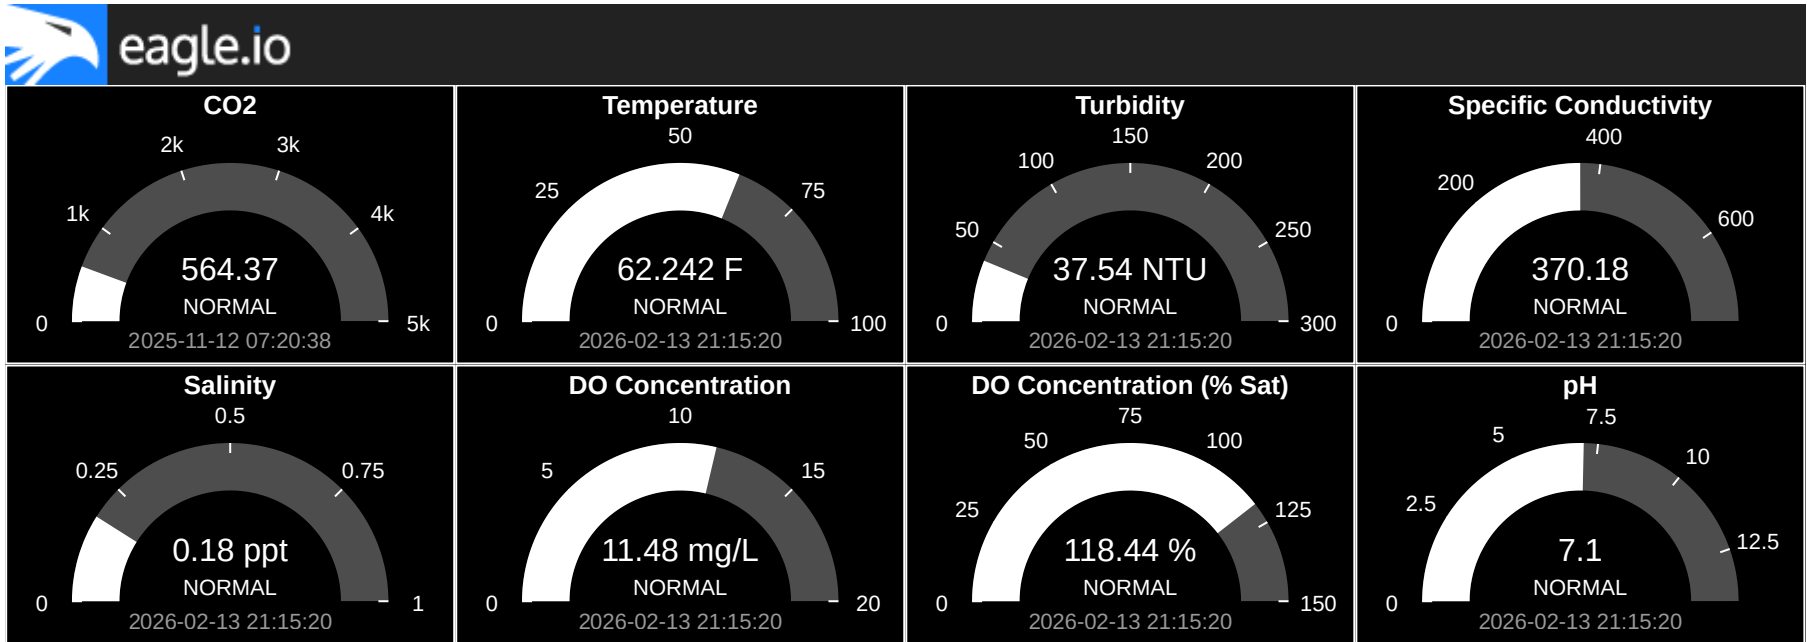 eagle.io
CO2
2k
3k
1k
4k
0
5k
564.37
NORMAL
2025-11-12 07:20:38
Temperature
50
25
75
0
100
62.242 F
NORMAL
2026-02-13 21:15:20
Turbidity
150
100
200
50
250
0
300
37.54 NTU
NORMAL
2026-02-13 21:15:20
Specific Conductivity
400
200
600
0
370.18
NORMAL
2026-02-13 21:15:20
Salinity
0.5
0.25
0.75
0
1
0.18 ppt
NORMAL
2026-02-13 21:15:20
DO Concentration
10
5
15
0
20
11.48 mg/L
NORMAL
2026-02-13 21:15:20
DO Concentration (% Sat)
75
50
100
25
125
0
150
118.44 %
NORMAL
2026-02-13 21:15:20
pH
7.5
5
10
2.5
12.5
0
7.1
NORMAL
2026-02-13 21:15:20